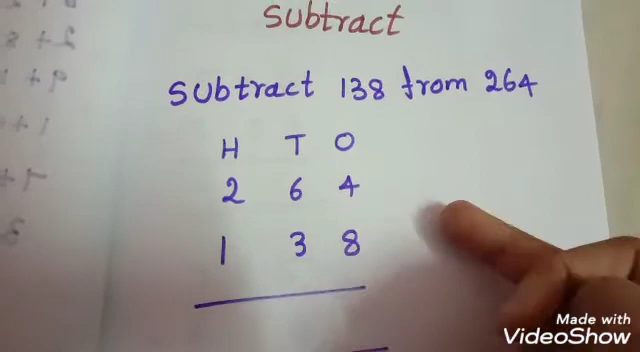 Subtract
Subtract 138 from 264
H T O
2 6 4
1 3 8
Made with
VideoShow